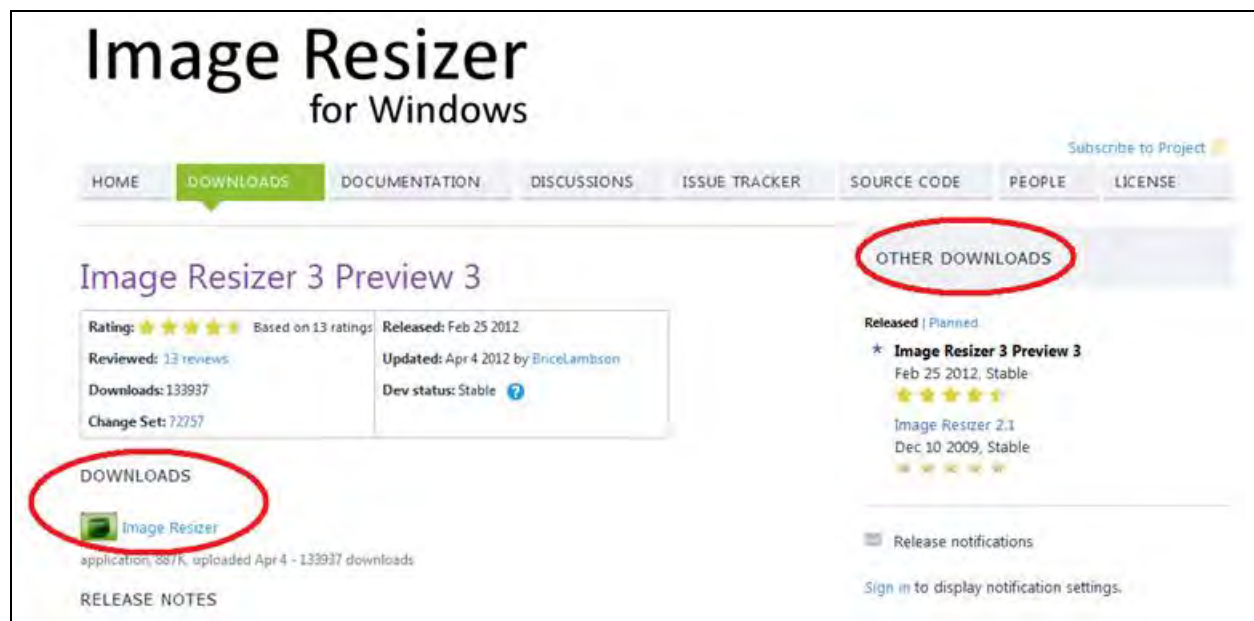 Image Resizer
for Windows
Subscribe to Project
HOME DOWNLOADS DOCUMENTATION DISCUSSIONS ISSUE TRACKER SOURCE CODE PEOPLE LICENSE
Image Resizer 3 Preview 3
Rating: Based on 13 ratings
Reviewed: 13 reviews
Downloads: 133937
Change Set: 72757
Released: Feb 25 2012
Updated: Apr 4 2012 by BriceLambson
Dev status: Stable ?
DOWNLOADS
Image Resizer
application, 887K, uploaded Apr 4 - 133937 downloads
RELEASE NOTES
OTHER DOWNLOADS
Released | Planned
Image Resizer 3 Preview 3
Feb 25 2012, Stable
Image Resizer 2.1
Dec 10 2009, Stable
Release notifications
Sign in to display notification settings.